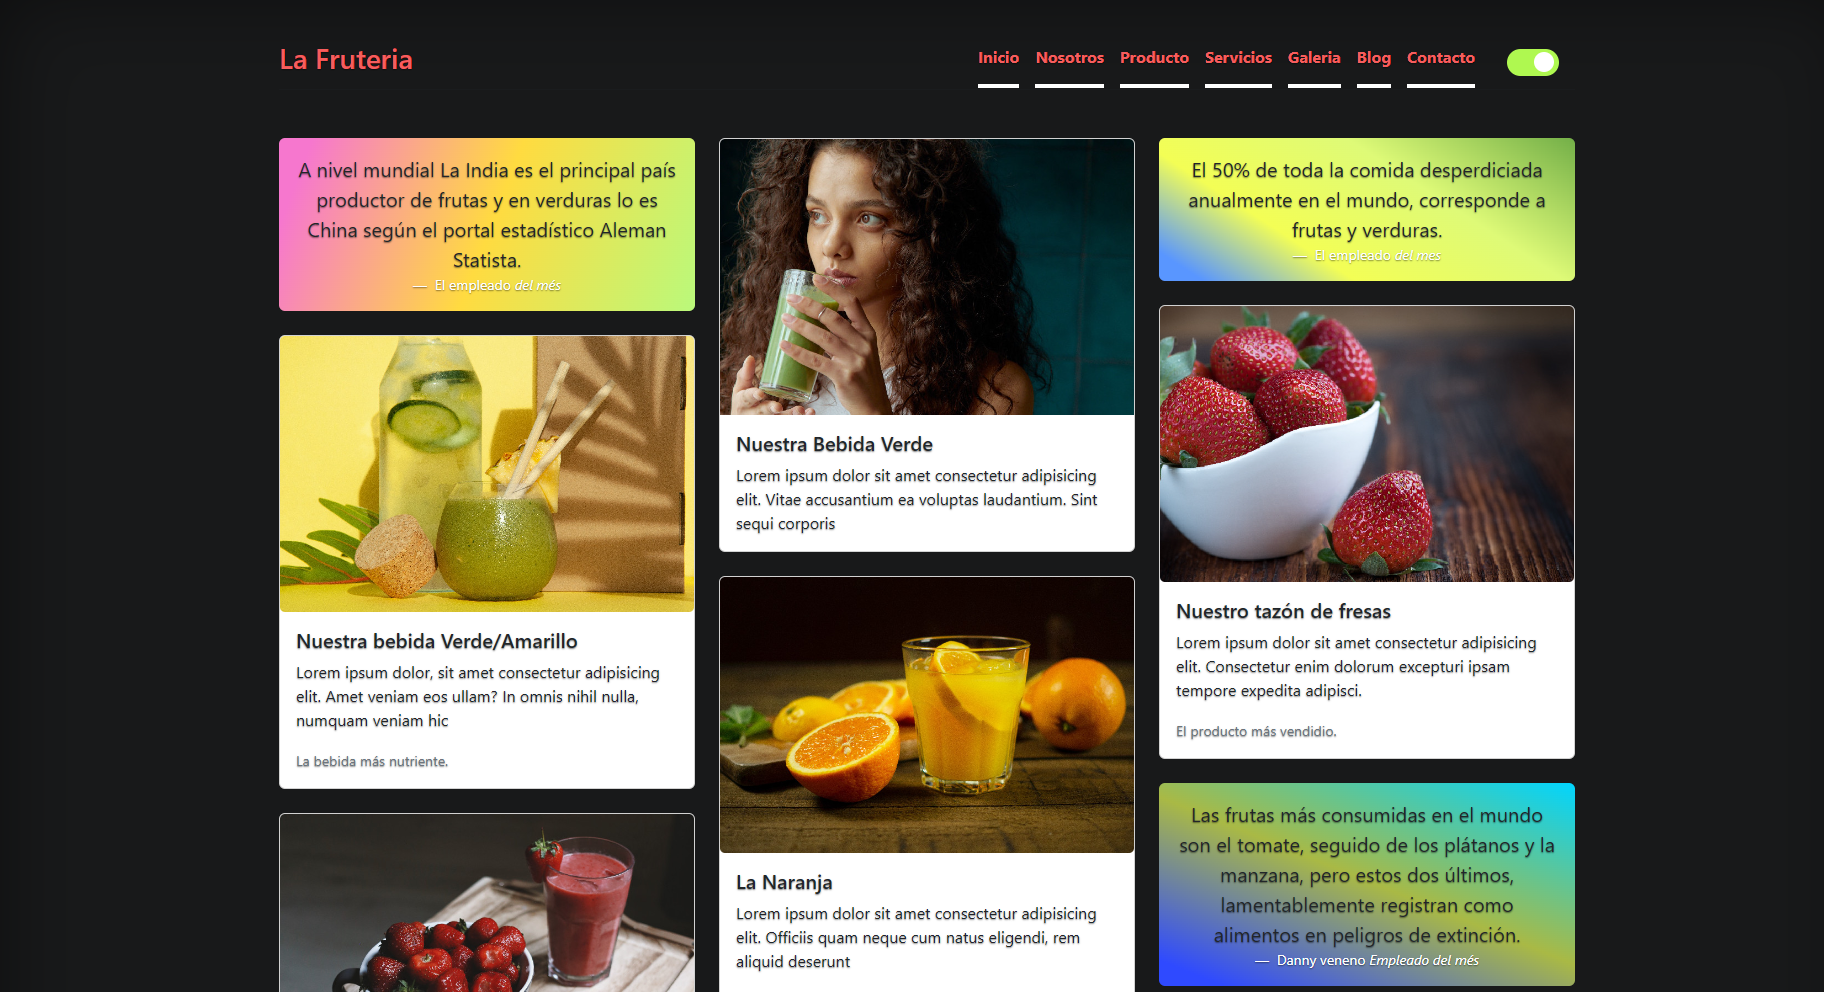 La Fruteria
Inicio Nosotros Producto Servicios Galeria Blog Contacto
A nivel mundial La India es el principal país
productor de frutas y en verduras lo es
China según el portal estadístico Aleman
Statista.
— El empleado del més
Nuestra bebida Verde/Amarillo
Lorem ipsum dolor, sit amet consectetur adipisicing
elit. Amet veniam eos ullam? In omnis nihil nulla,
numquam veniam hic
La bebida más nutriente.
Nuestra Bebida Verde
Lorem ipsum dolor sit amet consectetur adipisicing
elit. Vitae accusantium ea voluptas laudantium. Sint
sequi corporis
La Naranja
Lorem ipsum dolor sit amet consectetur adipisicing
elit. Officiis quam neque cum natus eligendi, rem
aliquid deserunt
El 50% de toda la comida desperdiciada
anualmente en el mundo, corresponde a
frutas y verduras.
— El empleado del mes
Nuestro tazón de fresas
Lorem ipsum dolor sit amet consectetur adipisicing
elit. Consectetur enim dolorum excepturi ipsam
tempore expedita adipisci.
El producto más vendidio.
Las frutas más consumidas en el mundo
son el tomate, seguido de los plátanos y la
manzana, pero estos dos últimos,
lamentablemente registran como
alimentos en peligros de extinción.
— Danny veneno Empleado del més